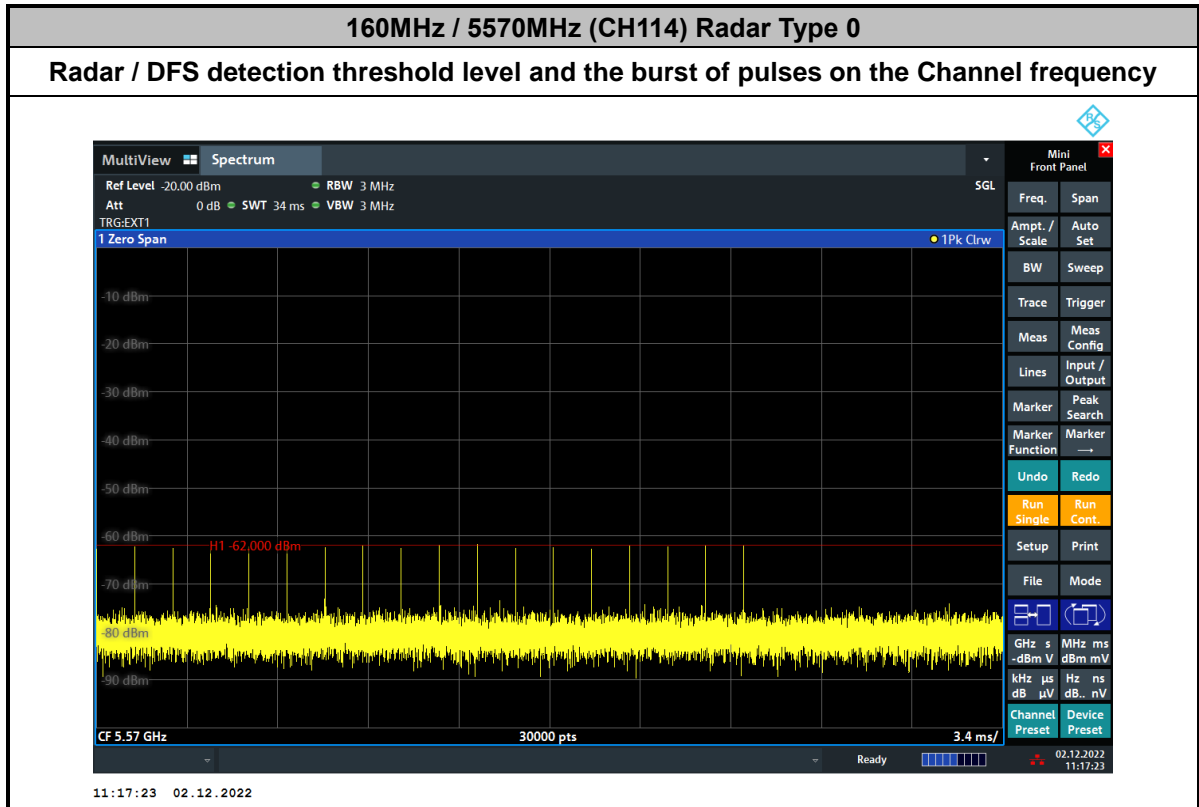 160MHz / 5570MHz (CH114) Radar Type 0
Radar / DFS detection threshold level and the burst of pulses on the Channel frequency
R&S
MultiView Spectrum
Ref Level -20.00 dBm RBW 3 MHz SGL
Att 0 dB SWT 34 ms VBW 3 MHz
TRG:EXT1
1 Zero Span 1Pk Clrw
-10 dBm
-20 dBm
-30 dBm
-40 dBm
-50 dBm
-60 dBm
H1 -62.000 dBm
-70 dBm
-80 dBm
-90 dBm
CF 5.57 GHz 30000 pts 3.4 ms/
Ready
Mini
Front Panel
Freq. Span
Ampt. / Auto
Scale Set
BW Sweep
Trace Trigger
Meas Meas
Config
Lines Input /
Output
Marker Peak
Search
Marker Marker
Function →
Undo Redo
Run Run
Single Cont.
Setup Print
File Mode
GHz s MHz ms
-dBm V dBm mV
kHz µs Hz ns
dB µV dB.. nV
Channel Device
Preset Preset
02.12.2022
11:17:23
11:17:23 02.12.2022